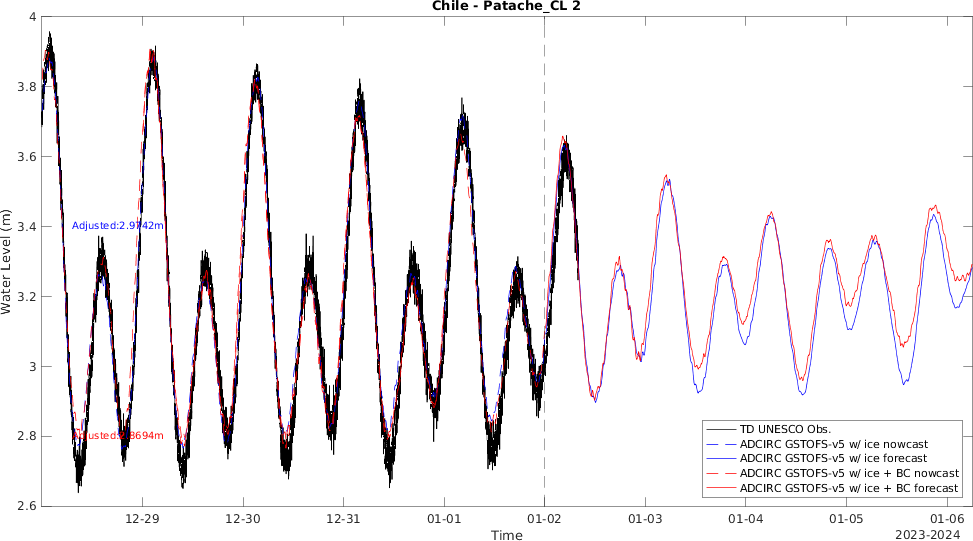 Chile - Patache_CL 2
Water Level (m)
4
3.8
3.6
3.4
3.2
3
2.8
2.6
Adjusted:2.9742m
Adjusted:2.8694m
TD UNESCO Obs.
ADCIRC GSTOFS-v5 w/ ice nowcast
ADCIRC GSTOFS-v5 w/ ice forecast
ADCIRC GSTOFS-v5 w/ ice + BC nowcast
ADCIRC GSTOFS-v5 w/ ice + BC forecast
12-29 12-30 12-31 01-01 01-02 01-03 01-04 01-05 01-06
Time
2023-2024